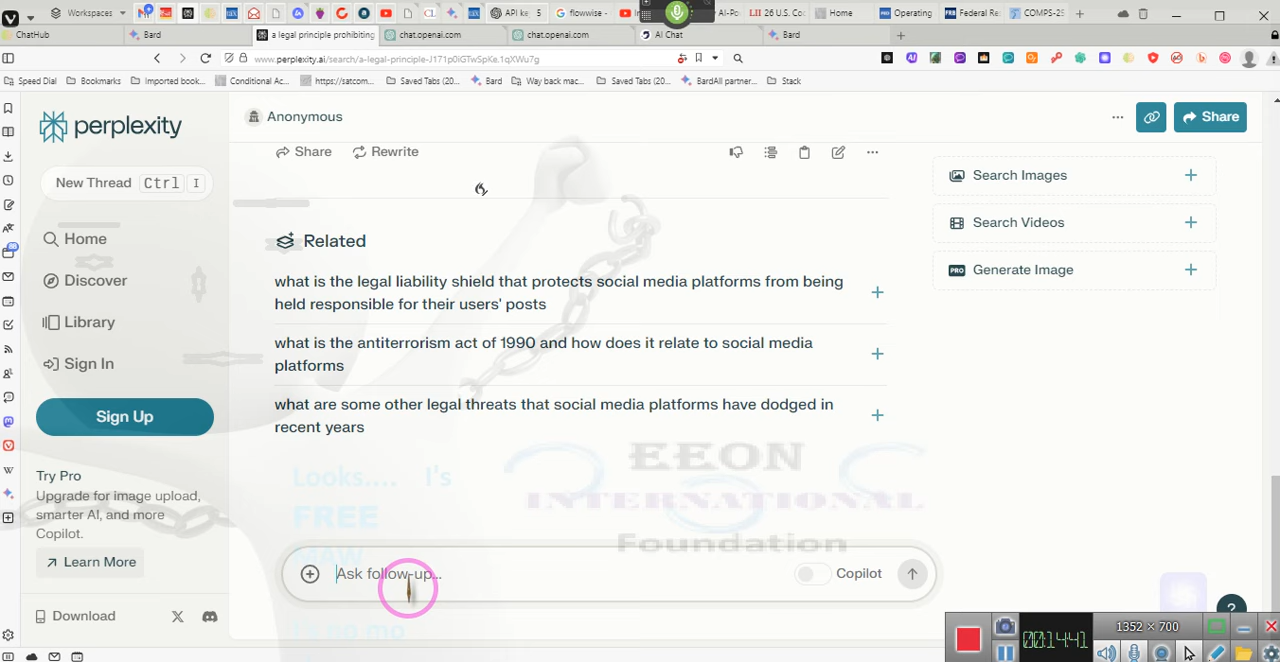 Workspaces
API ke
5
flowwise -
AI-Po
LII 26 U.S. Co
Home
Operating
Federal Re
COMPS-25
ChatHub
Bard
a legal principle prohibiting
chat.openai.com
chat.openai.com
AI Chat
Bard
www.perplexity.ai/search/a-legal-principle-J171p0iGTwSpKe.1qXWu7g
Speed Dial
Bookmarks
Imported book...
Conditional Ac...
https://satcom...
Saved Tabs (20...
Bard
Way back mac...
Saved Tabs (20...
BardAll partner...
Stack
perplexity
Anonymous
Share
Share
Rewrite
New Thread Ctrl I
Search Images
Home
Search Videos
Related
Discover
Generate Image
what is the legal liability shield that protects social media platforms from being
held responsible for their users' posts
Library
what is the antiterrorism act of 1990 and how does it relate to social media
platforms
Sign In
what are some other legal threats that social media platforms have dodged in
recent years
Sign Up
EEON
INTERNATIONAL
Foundation
Looks.... I's
FREE
MAW
I'd no mo
Try Pro
Upgrade for image upload,
smarter AI, and more
Copilot.
Learn More
Ask follow-up...
Copilot
Download
?
1352 × 700
00:14:41